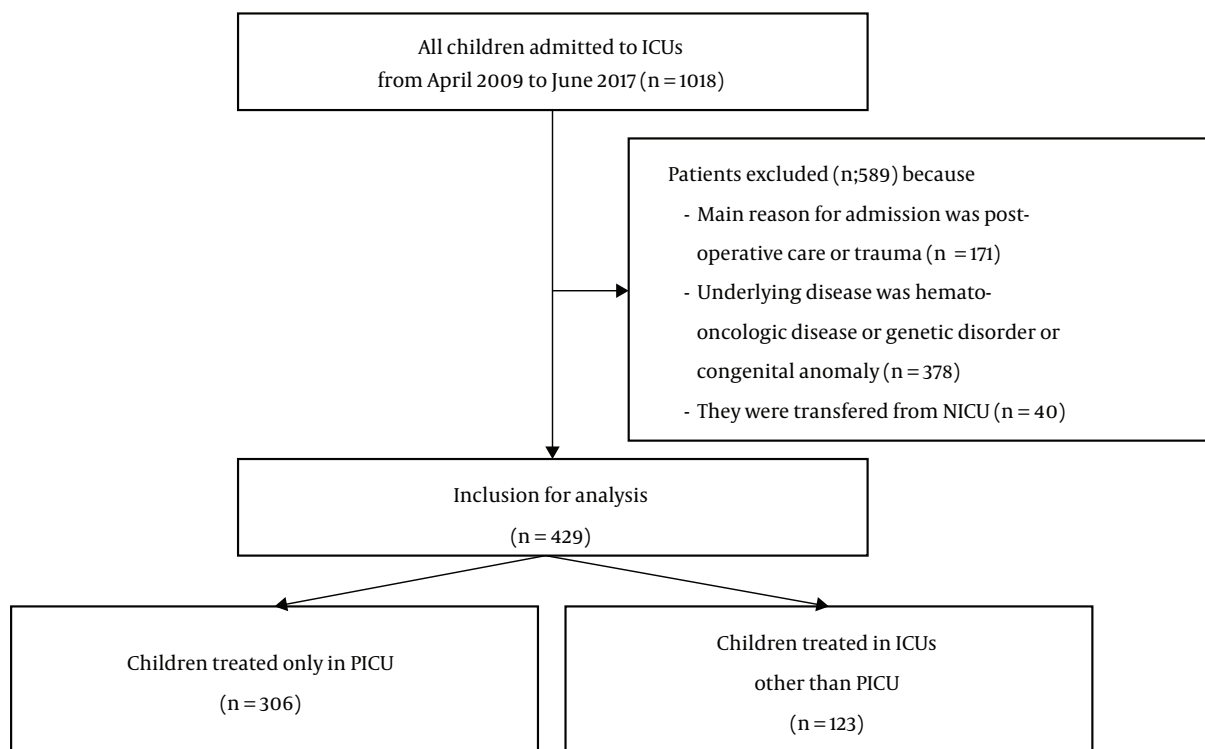 All children admitted to ICUs
from April 2009 to June 2017 (n = 1018)
Patients excluded (n;589) because
- Main reason for admission was post-
operative care or trauma (n = 171)
- Underlying disease was hemato-
oncologic disease or genetic disorder or
congenital anomaly (n = 378)
- They were transfered from NICU (n = 40)
Inclusion for analysis
(n = 429)
Children treated only in PICU
(n = 306)
Children treated in ICUs
other than PICU
(n = 123)